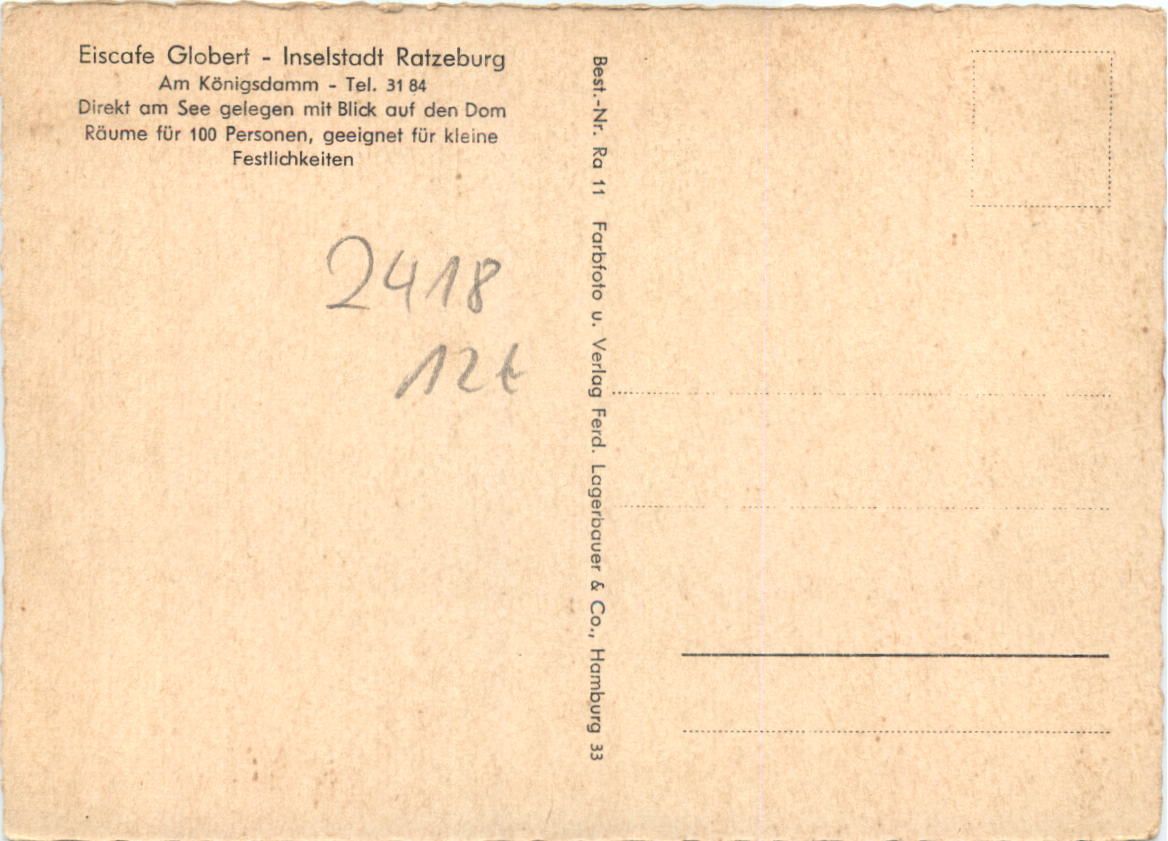 Eiscafe Globert - Inselstadt Ratzeburg
Am Königsdamm - Tel. 31 84
Direkt am See gelegen mit Blick auf den Dom
Räume für 100 Personen, geeignet für kleine
Festlichkeiten
2418
12t
Best.-Nr. Ra 11 Farbfoto u. Verlag Ferd. Lagerbauer & Co., Hamburg 33